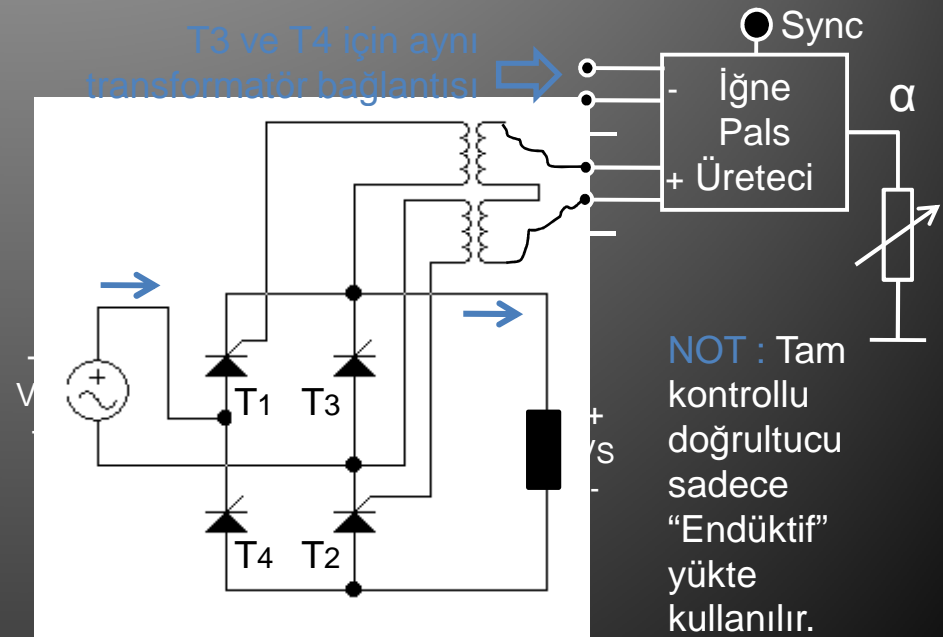 T3 ve T4 için aynı
transformatör bağlantısı
Sync
-
İğne
Pals
+ Üreteci
α
+
T1
T3
T4
T2
+
S
-
NOT : Tam
kontrollu
doğrultucu
sadece
“Endüktif”
yükte
kullanılır.